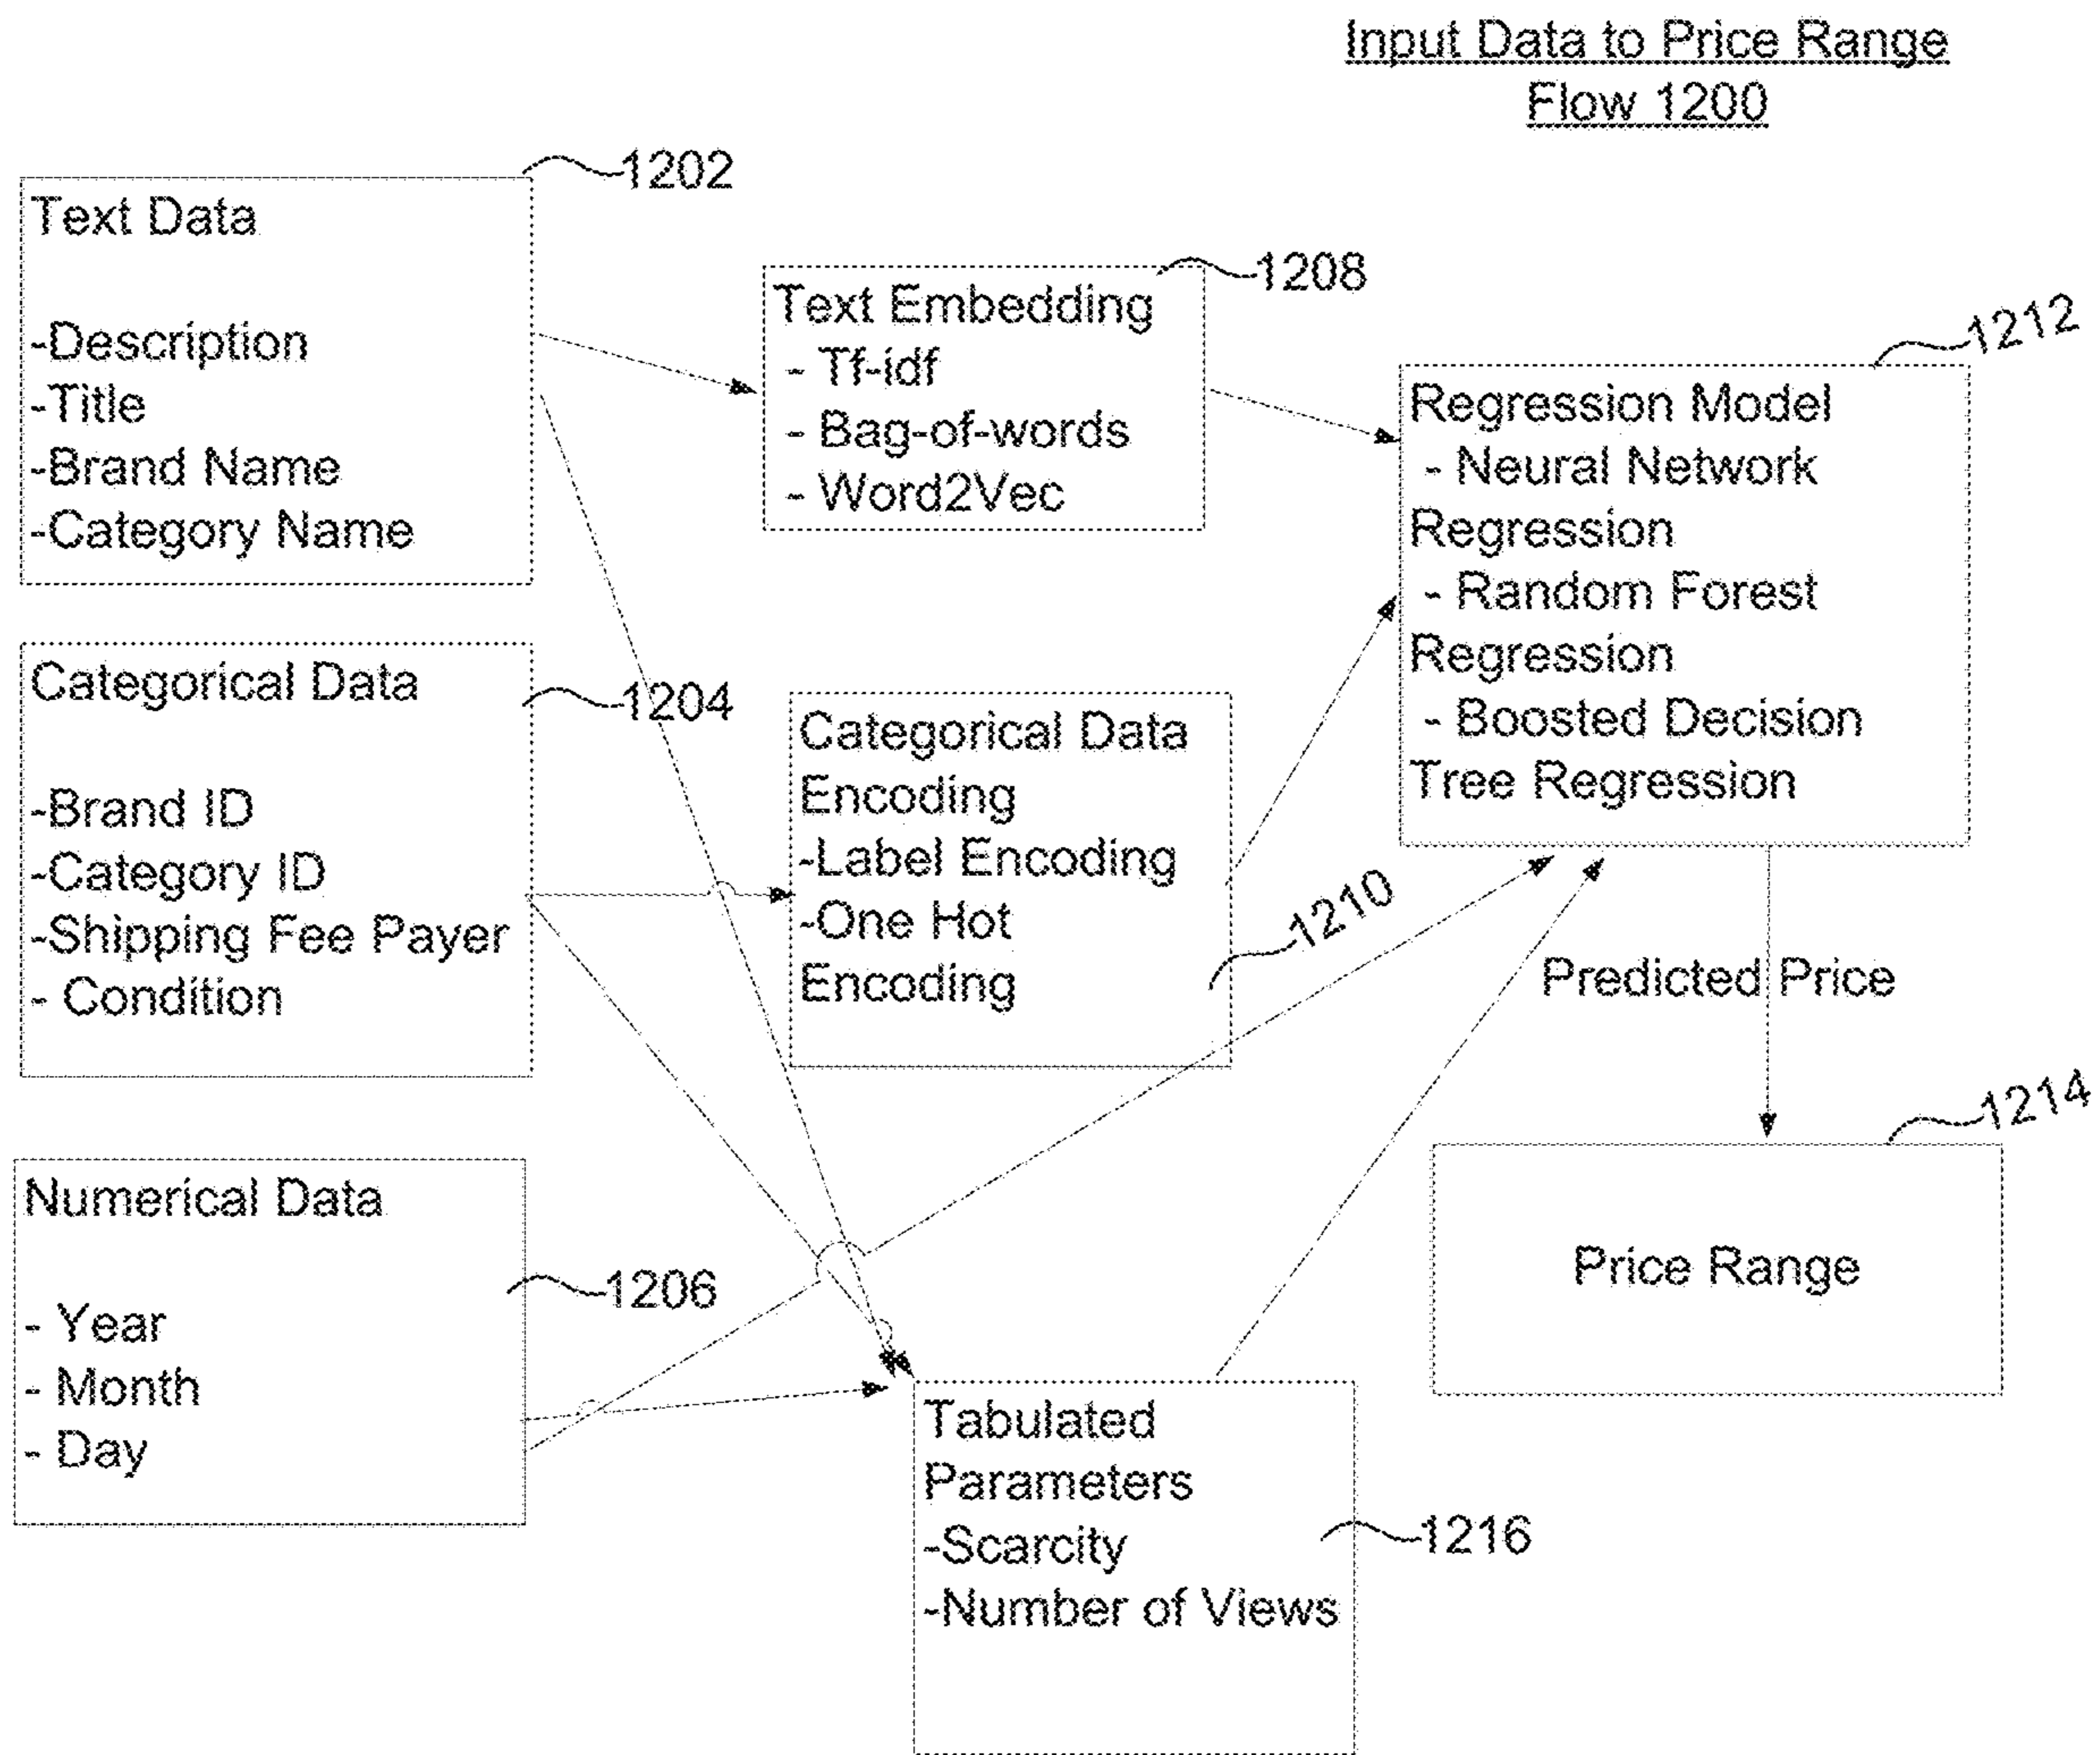 Input Data to Price Range
Flow 1200
1202
Text Data
-Description
-Title
-Brand Name
-Category Name
1208
Text Embedding
- Tf-idf
- Bag-of-words
- Word2Vec
1212
Regression Model
- Neural Network
Regression
- Random Forest
Regression
- Boosted Decision
Tree Regression
1204
Categorical Data
-Brand ID
-Category ID
-Shipping Fee Payer
- Condition
Categorical Data
Encoding
-Label Encoding
-One Hot
Encoding
1210
Predicted Price
1214
Price Range
Numerical Data
1206
- Year
- Month
- Day
Tabulated
Parameters
-Scarcity
-Number of Views
1216